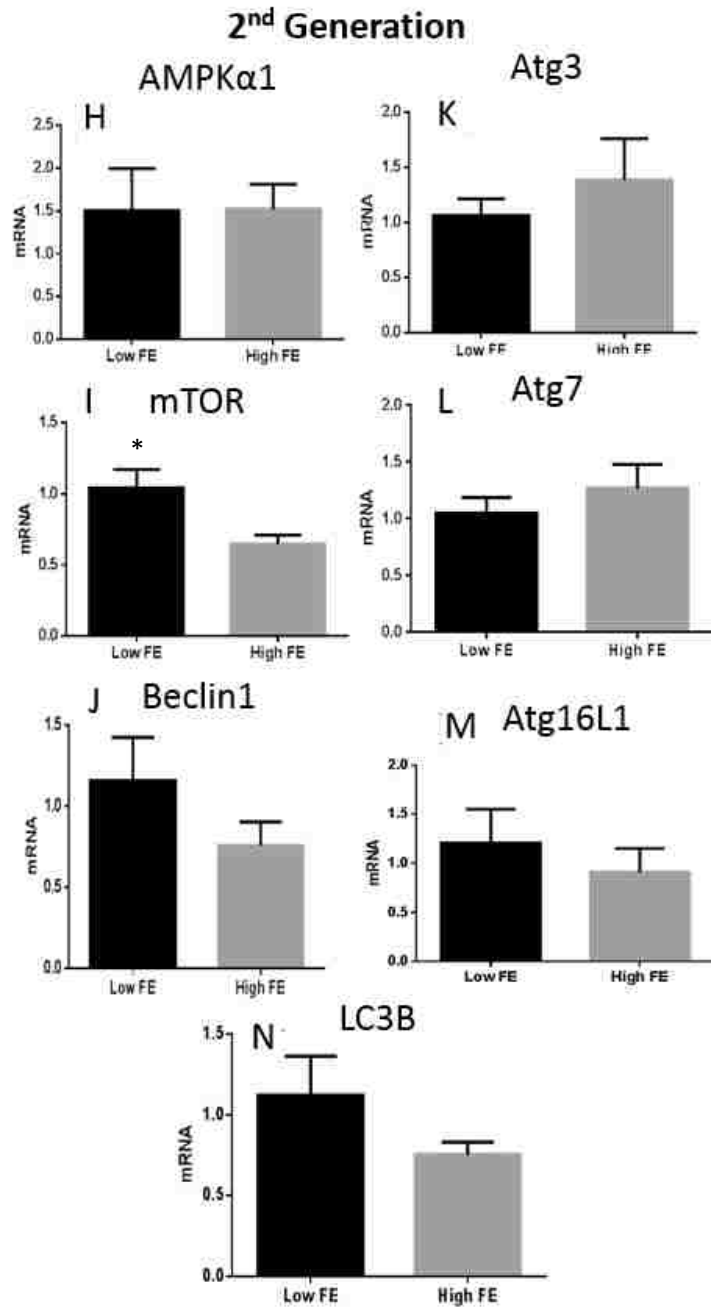 2nd Generation
AMPKα1
H
2.5
2.0
1.5
1.0
0.5
0.0
mRNA
Low FE
High FE
Atg3
K
2.0
1.5
1.0
0.5
0.0
mRNA
Low FE
High FE
I
mTOR
1.5
*
1.0
0.5
0.0
mRNA
Low FE
High FE
Atg7
L
2.0
1.5
1.0
0.5
0.0
mRNA
Low FE
High FE
J
Beclin1
1.5
1.0
0.5
0.0
mRNA
Low FE
High FE
M
Atg16L1
2.0
1.5
1.0
0.5
0.0
mRNA
Low FE
High FE
N
LC3B
1.5
1.0
0.5
0.0
mRNA
Low FE
High FE